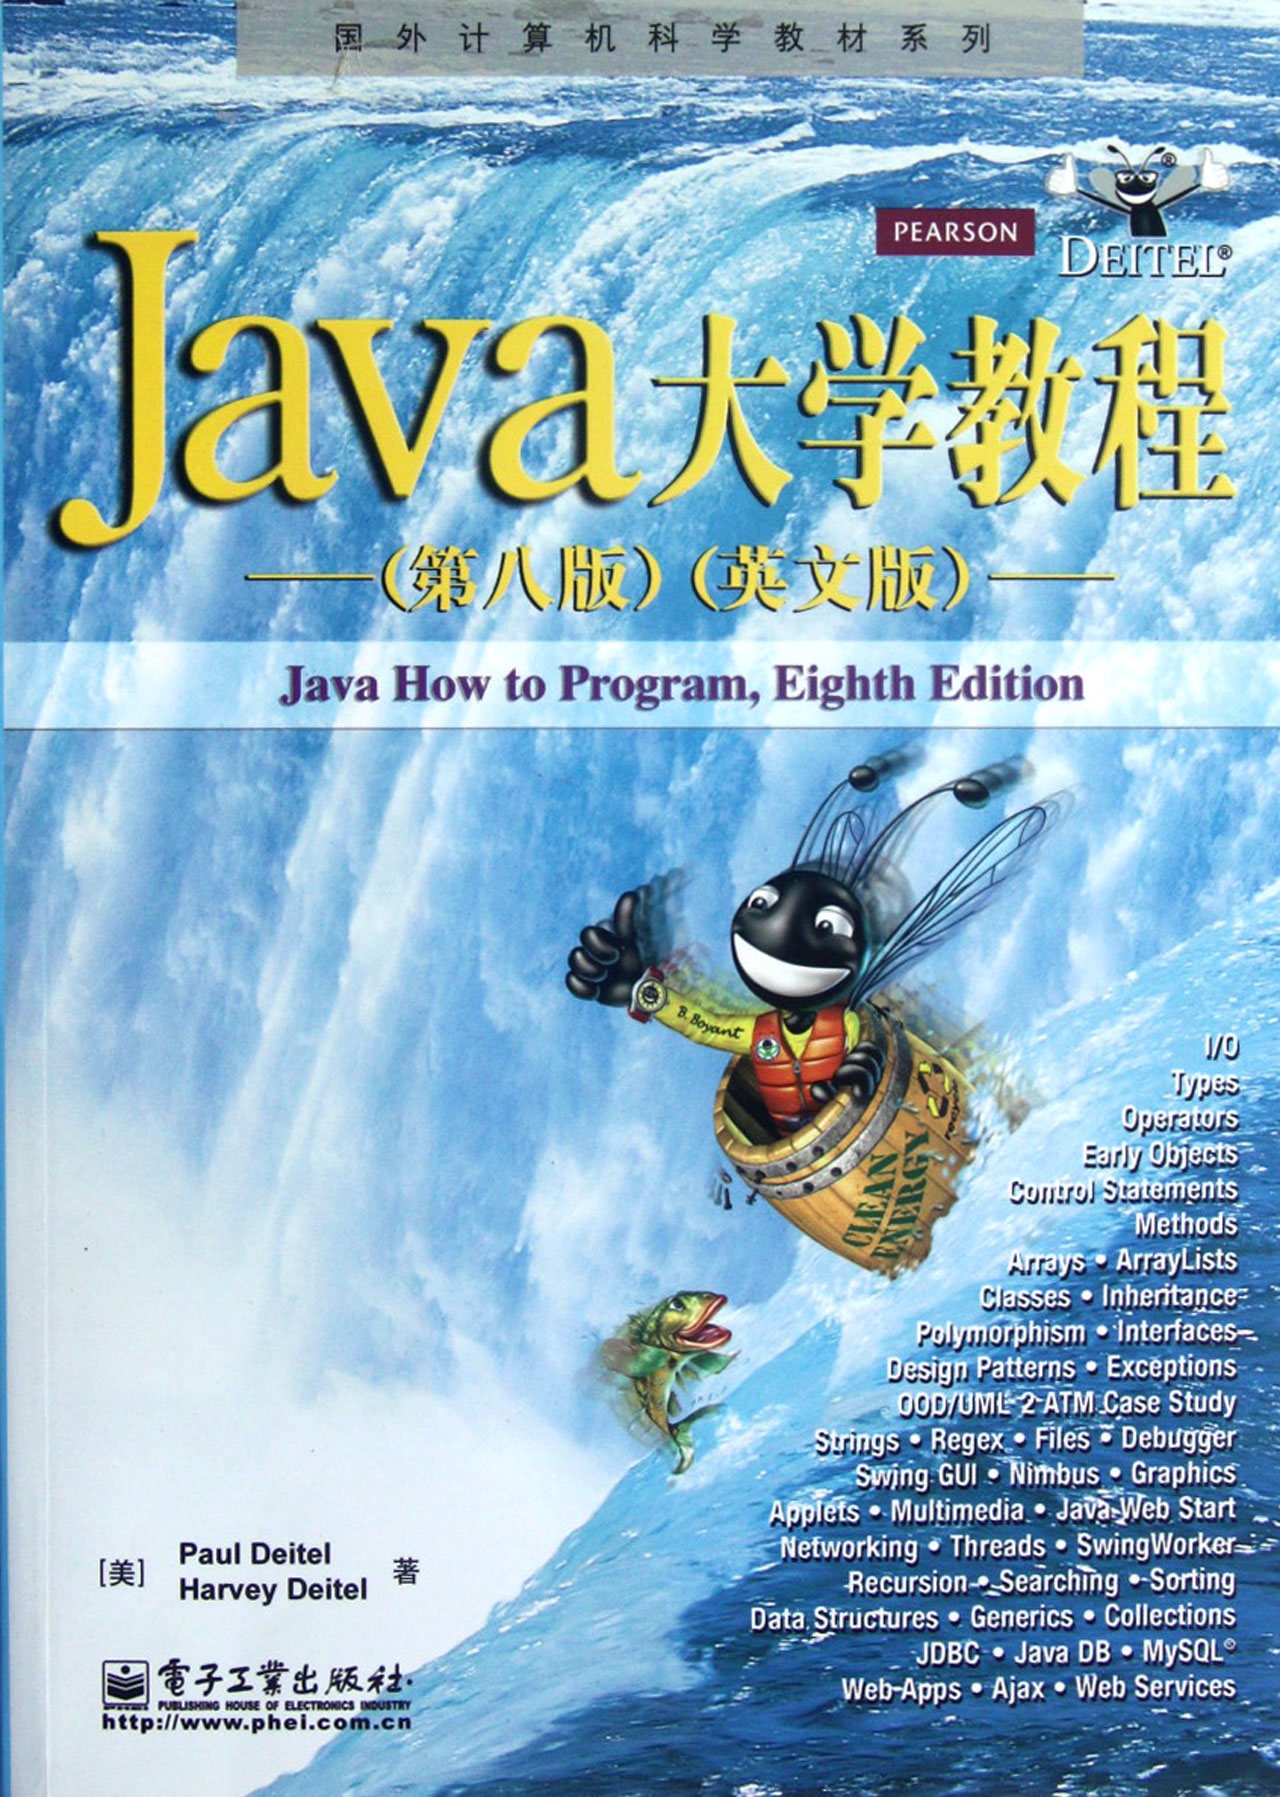 国外计算机科学教材系列
PEARSON
DEITEL®
Java大学教程
(第八版)(英文版)
Java How to Program, Eighth Edition
B. Boyant
recycle
CLEAN
ENERGY
I/O
Types
Operators
Early Objects
Control Statements
Methods
Arrays • ArrayLists
Classes • Inheritance
Polymorphism • Interfaces
Design Patterns • Exceptions
OOD/UML 2 ATM Case Study
Strings • Regex • Files • Debugger
Swing GUI • Nimbus • Graphics
Applets • Multimedia • Java Web Start
Networking • Threads • SwingWorker
Recursion • Searching • Sorting
Data Structures • Generics • Collections
JDBC • Java DB • MySQL®
Web Apps • Ajax • Web Services
[美] Paul Deitel
Harvey Deitel 著
電子工業出版社·
PUBLISHING HOUSE OF ELECTRONICS INDUSTRY
http://www.phei.com.cn